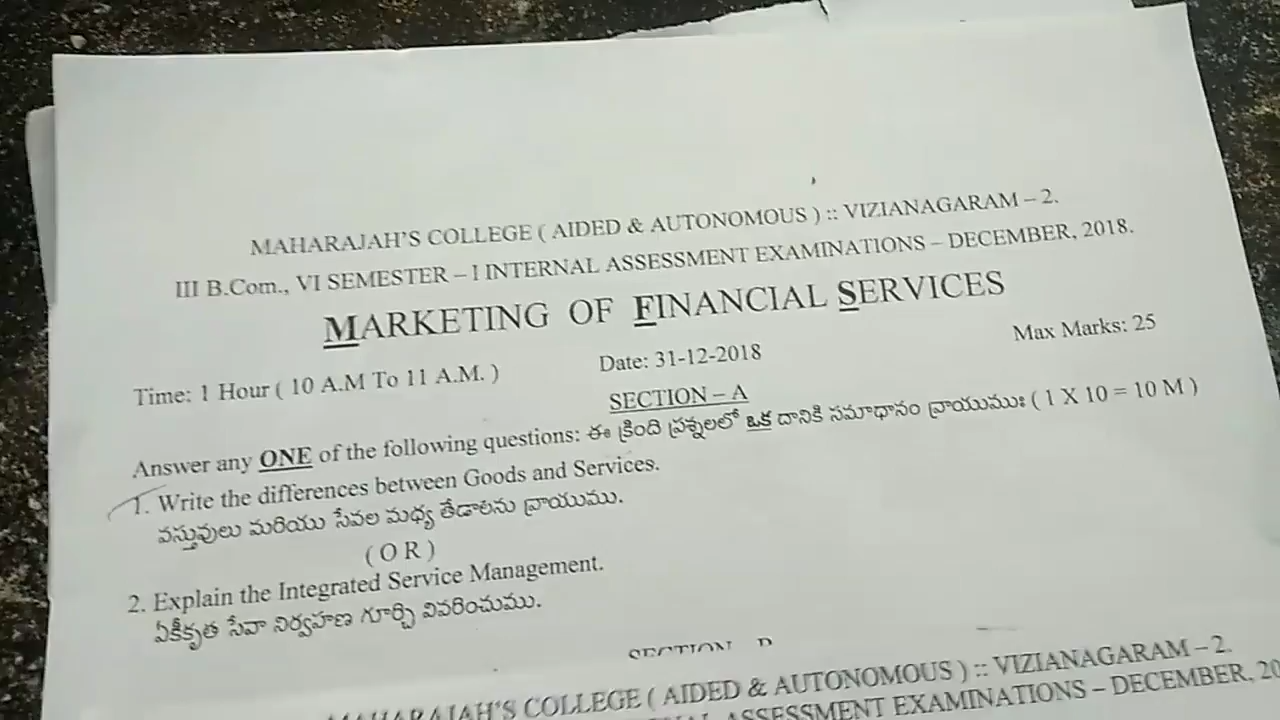 MAHARAJAH'S COLLEGE ( AIDED & AUTONOMOUS ) :: VIZIANAGARAM – 2.
III B.Com., VI SEMESTER – I INTERNAL ASSESSMENT EXAMINATIONS – DECEMBER, 2018.
MARKETING OF FINANCIAL SERVICES
Time: 1 Hour ( 10 A.M To 11 A.M. ) Date: 31-12-2018 Max Marks: 25
SECTION – A
Answer any ONE of the following questions: ఈ క్రింది ప్రశ్నలలో ఒక దానికి సమాధానం వ్రాయుముః ( 1 X 10 = 10 M )
1. Write the differences between Goods and Services.
వస్తువులు మరియు సేవల మధ్య తేడాలను వ్రాయుము.
( O R )
2. Explain the Integrated Service Management.
ఏకీకృత సేవా నిర్వహణ గూర్చి వివరించుము.
SECTION
MAHARAJAH'S COLLEGE ( AIDED & AUTONOMOUS ) :: VIZIANAGARAM – 2.
ASSESSMENT EXAMINATIONS – DECEMBER, 20